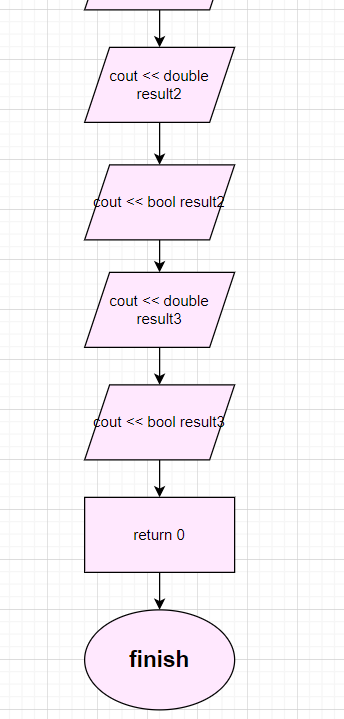 cout << double
result2
cout << bool result2
cout << double
result3
cout << bool result3
return 0
finish